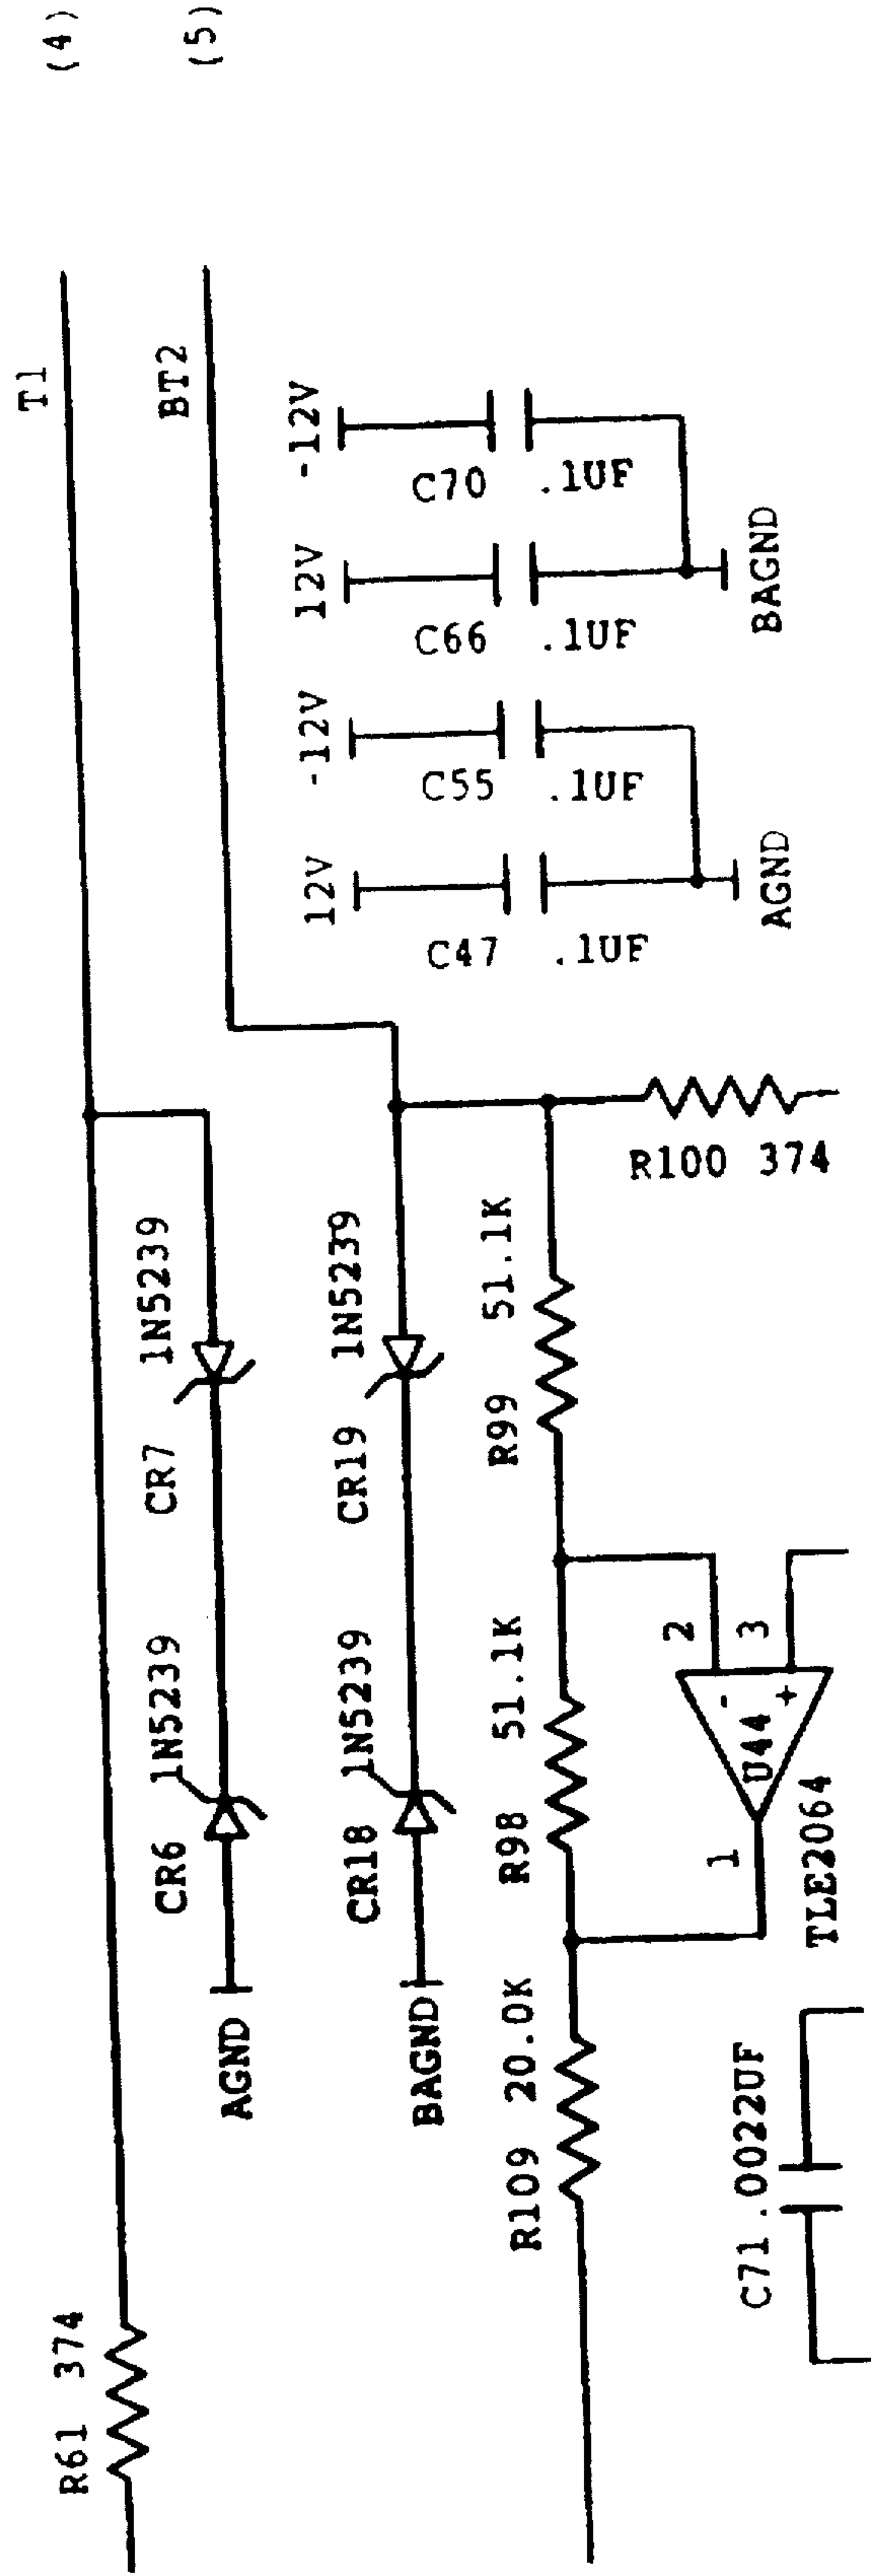 (4)
(5)
T1
BT2
R61 374
CR6 1N5239
CR7 1N5239
AGND
CR18 1N5239
CR19 1N5239
BAGND
12V
-12V
12V
-12V
C47 .1UF
C55 .1UF
C66 .1UF
C70 .1UF
AGND
BAGND
R109 20.0K
R98 51.1K
R99 51.1K
R100 374
1
2
3
-
+
U44
TLE2064
C71 .0022UF